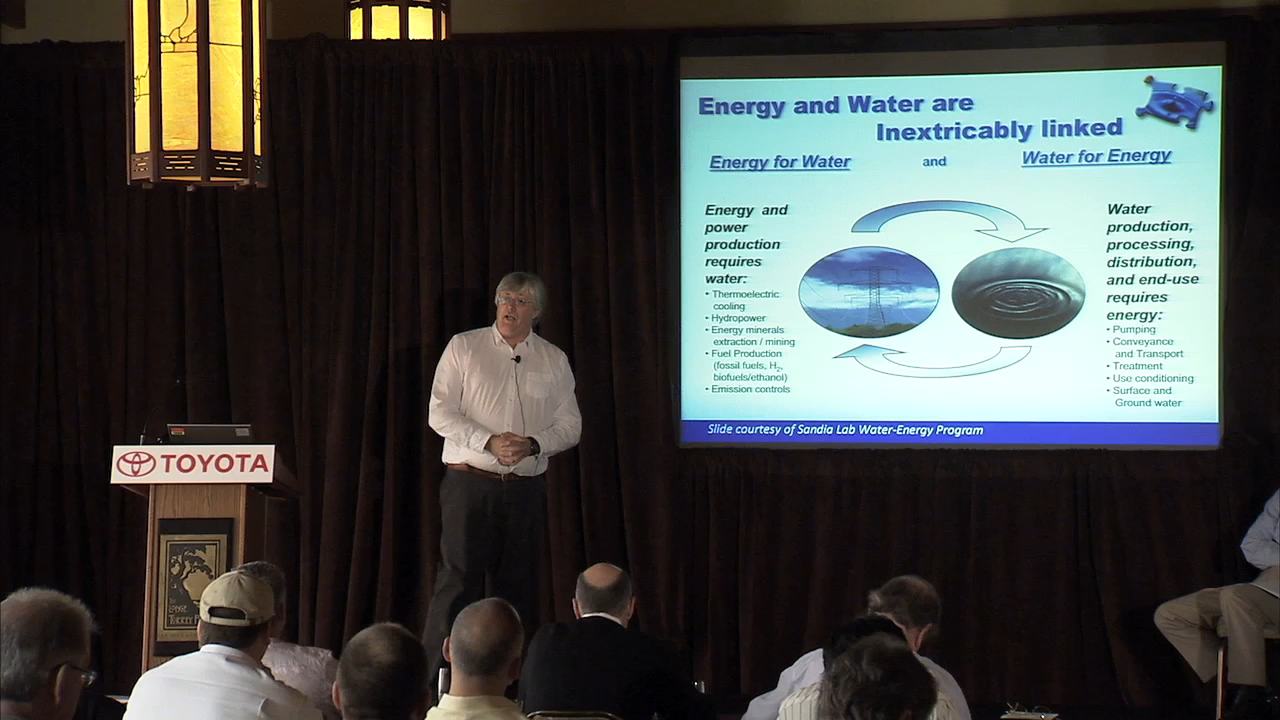 Energy and Water are
Inextricably linked
Energy for Water
and
Water for Energy
Energy and
power
production
requires
water:
• Thermoelectric
cooling
• Hydropower
• Energy minerals
extraction / mining
• Fuel Production
(fossil fuels, H2,
biofuels/ethanol)
• Emission controls
Water
production,
processing,
distribution,
and end-use
requires
energy:
• Pumping
• Conveyance
and Transport
• Treatment
• Use conditioning
• Surface and
Ground water
Slide courtesy of Sandia Lab Water-Energy Program
TOYOTA